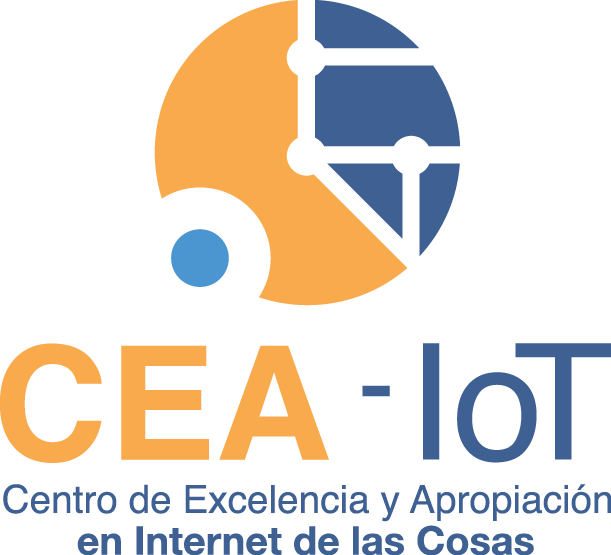 CEA - IoT
Centro de Excelencia y Apropiación
en Internet de las Cosas